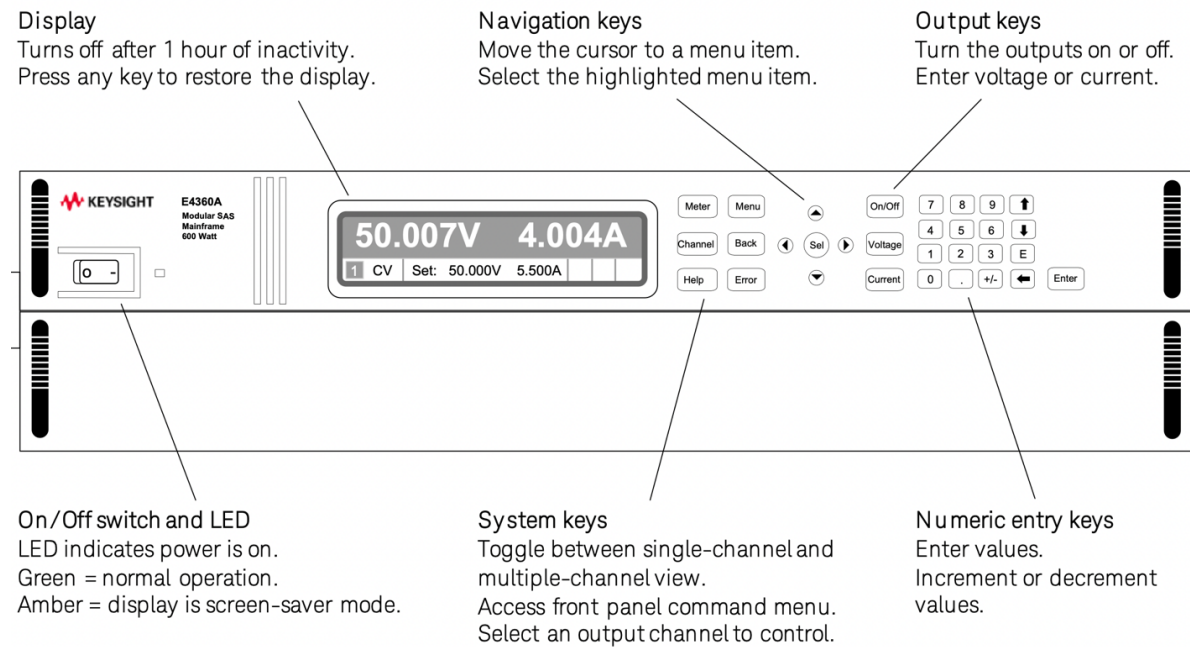 Display
Turns off after 1 hour of inactivity.
Press any key to restore the display.
Navigation keys
Move the cursor to a menu item.
Select the highlighted menu item.
Output keys
Turn the outputs on or off.
Enter voltage or current.
KEYSIGHT
E4360A
Modular SAS
Mainframe
600 Watt
O -
50.007V 4.004A
1 CV Set: 50.000V 5.500A
Meter Menu
Channel Back
Help Error
Sel
On/Off
Voltage
Current
7 8 9
4 5 6
1 2 3 E
0 . +/- Enter
On/Off switch and LED
LED indicates power is on.
Green = normal operation.
Amber = display is screen-saver mode.
System keys
Toggle between single-channel and
multiple-channel view.
Access front panel command menu.
Select an output channel to control.
Numeric entry keys
Enter values.
Increment or decrement
values.